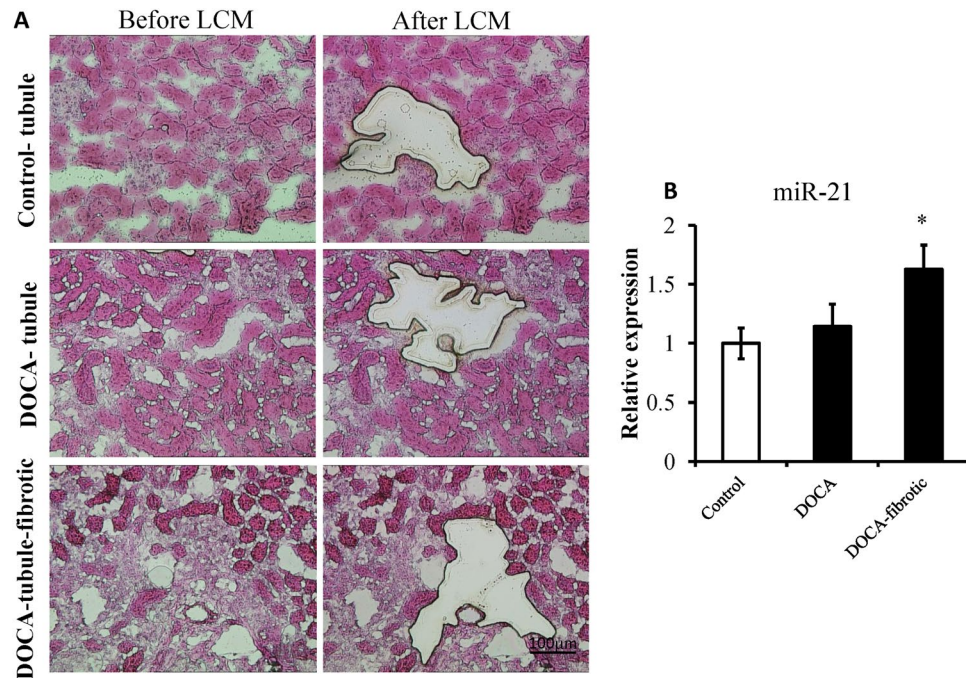 A
Before LCM
After LCM
Control- tubule
DOCA- tubule
DOCA-tubule-fibrotic
100μm
B
miR-21
*
Relative expression
2
1.5
1
0.5
0
Control
DOCA
DOCA-fibrotic